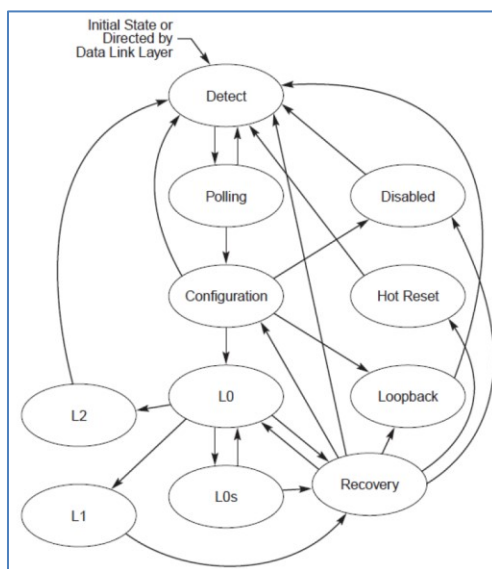 Initial State or
Directed by
Data Link Layer
Detect
Polling
Disabled
Configuration
Hot Reset
L0
Loopback
L2
L0s
Recovery
L1